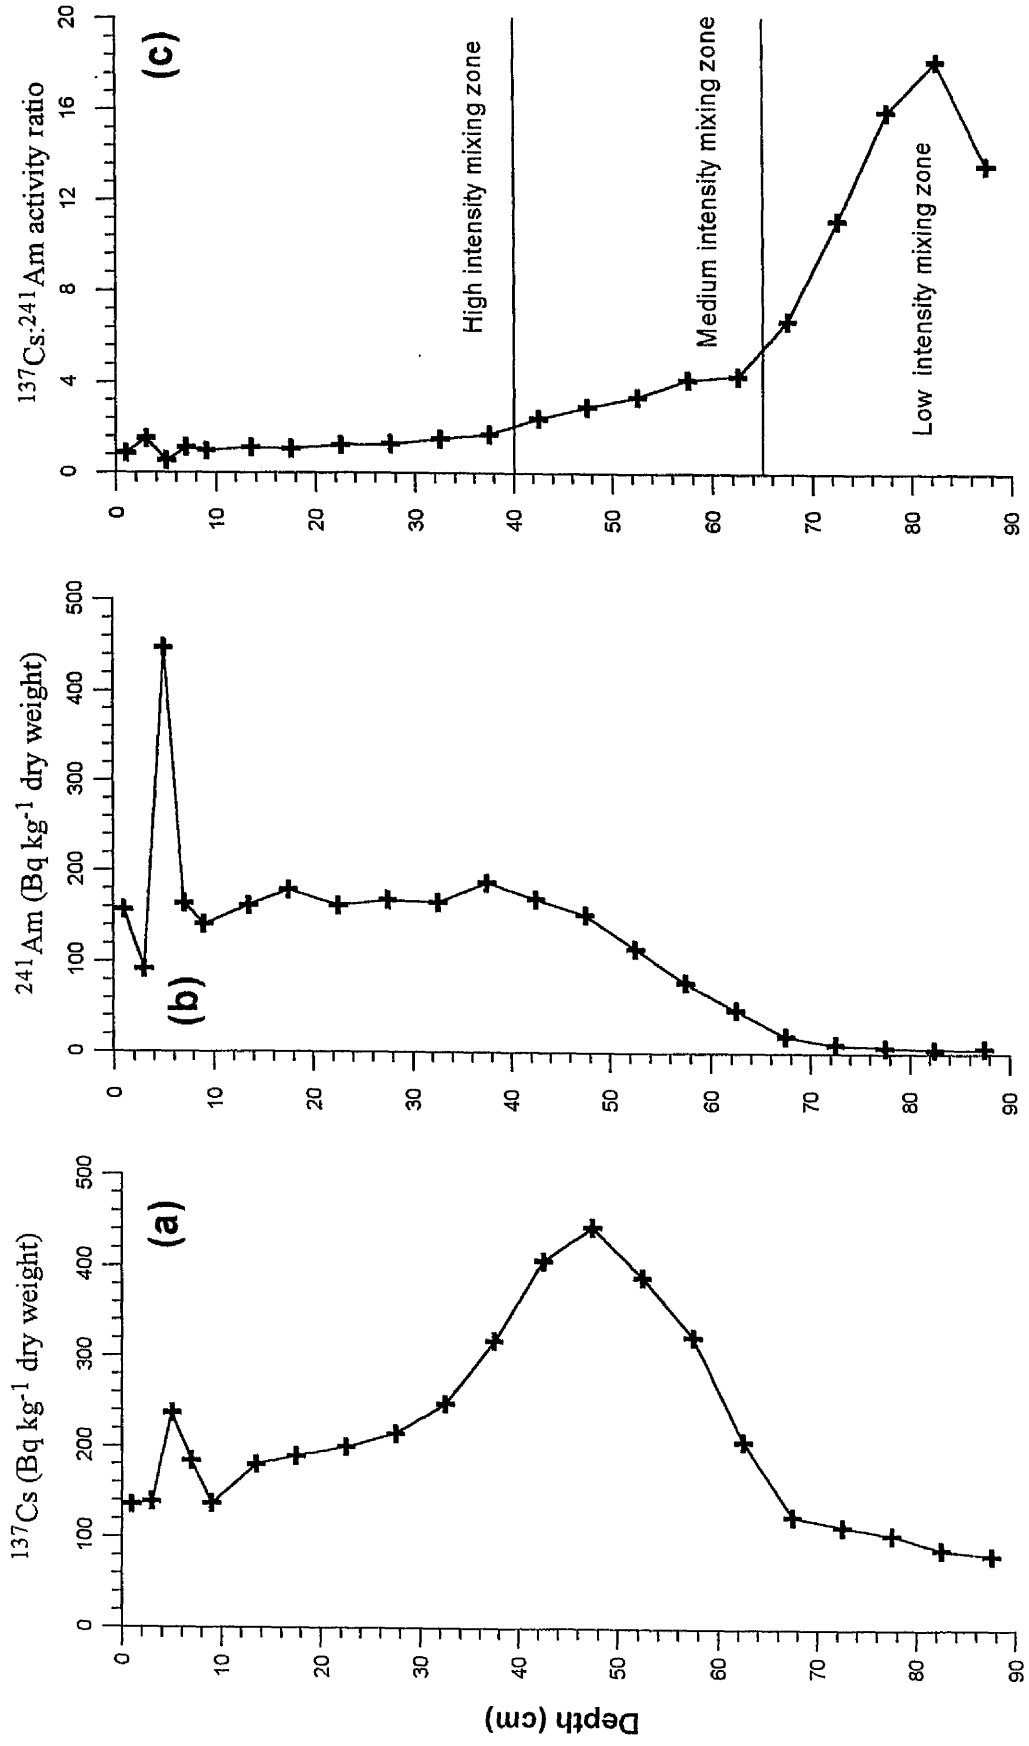 ¹³⁷Cs (Bq kg⁻¹ dry weight)
0 100 200 300 400 500
(a)
0
10
20
30
40
50
60
70
80
90
Depth (cm)
²⁴¹Am (Bq kg⁻¹ dry weight)
0 100 200 300 400 500
(b)
0
10
20
30
40
50
60
70
80
90
¹³⁷Cs:²⁴¹Am activity ratio
0 4 8 12 16 20
(c)
0
10
20
30
40
50
60
70
80
90
High intensity mixing zone
Medium intensity mixing zone
Low intensity mixing zone